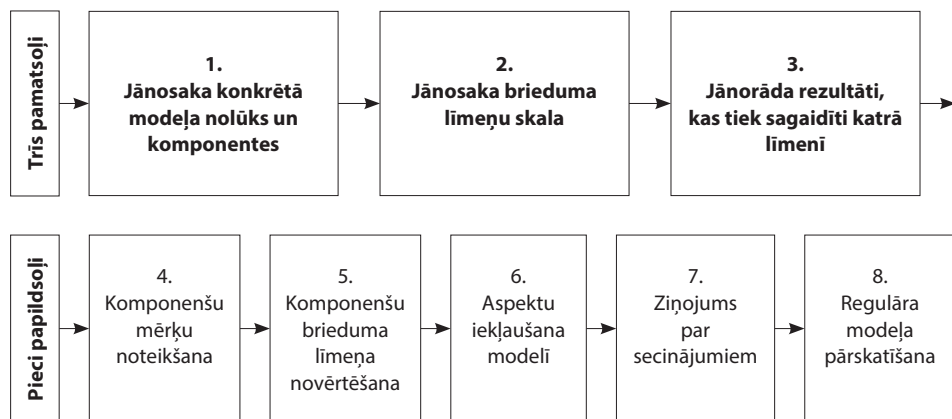 Trīs pamatsoļi
1.
Jānosaka konkrētā
modeļa nolūks un
komponentes
2.
Jānosaka brieduma
līmeņu skala
3.
Jānorāda rezultāti,
kas tiek sagaidīti katrā
līmenī
Pieci papildsoļi
4.
Komponenšu
mērķu
noteikšana
5.
Komponenšu
brieduma
līmeņa
novērtēšana
6.
Aspektu
iekļaušana
modelī
7.
Ziņojums
par
secinājumiem
8.
Regulāra
modeļa
pārskatīšana